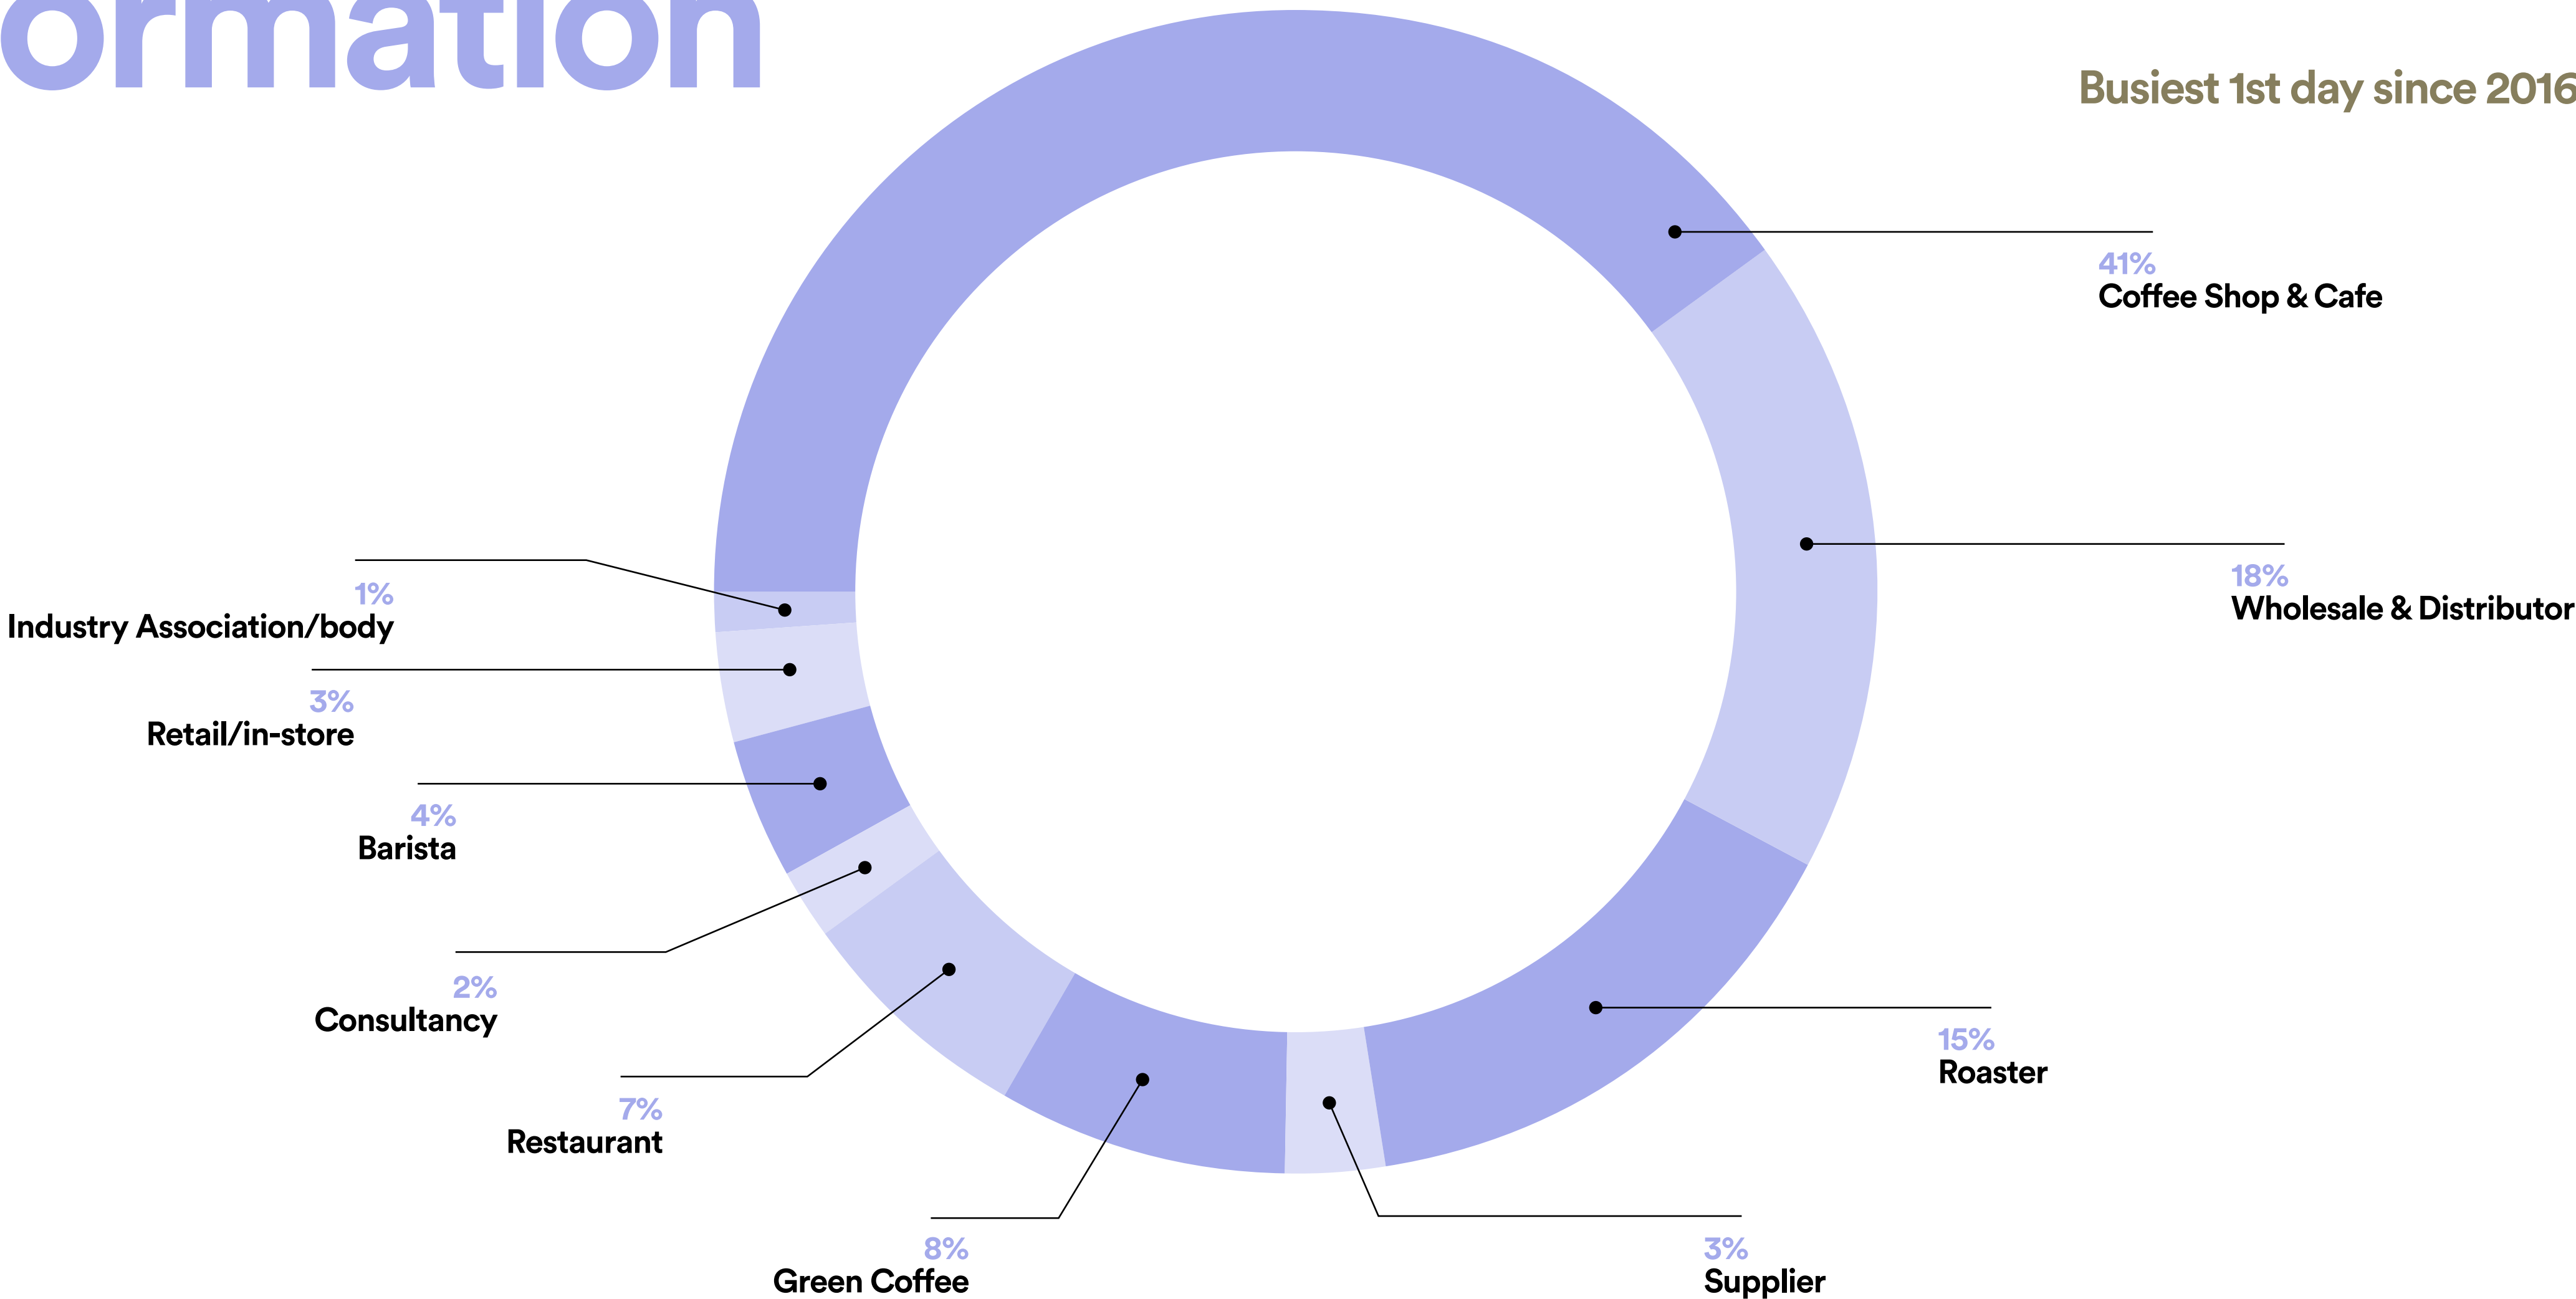 ormation
Busiest 1st day since 2016
41%
Coffee Shop & Cafe
18%
Wholesale & Distributor
1%
Industry Association/body
3%
Retail/in-store
4%
Barista
2%
Consultancy
15%
Roaster
7%
Restaurant
8%
Green Coffee
3%
Supplier